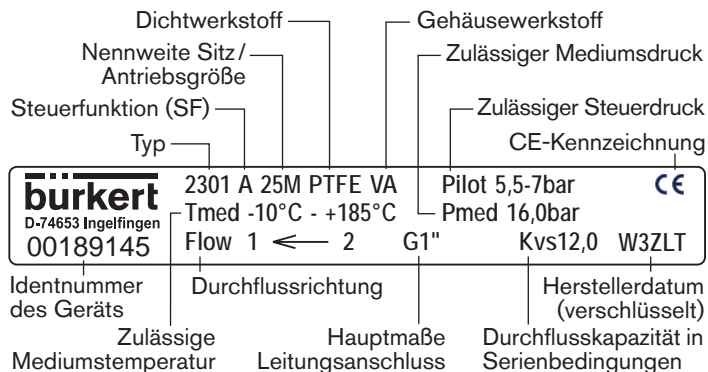 Dichtwerkstoff
Gehäusewerkstoff
Nennweite Sitz /
Antriebsgröße
Zulässiger Mediumsdruck
Steuerfunktion (SF)
Zulässiger Steuerdruck
Typ
CE-Kennzeichnung
burkert
D-74653 Ingelfingen
00189145
2301 A 25M PTFE VA Pilot 5,5-7bar CE
Tmed -10°C - +185°C Pmed 16,0bar
Flow 1 ← 2 G1" Kvs12,0 W3ZLT
Identnummer
des Geräts
Durchflussrichtung
Herstellerdatum
(verschlüsselt)
Zulässige
Mediumstemperatur
Hauptmaße
Leitungsanschluss
Durchflusskapazität in
Serienbedingungen